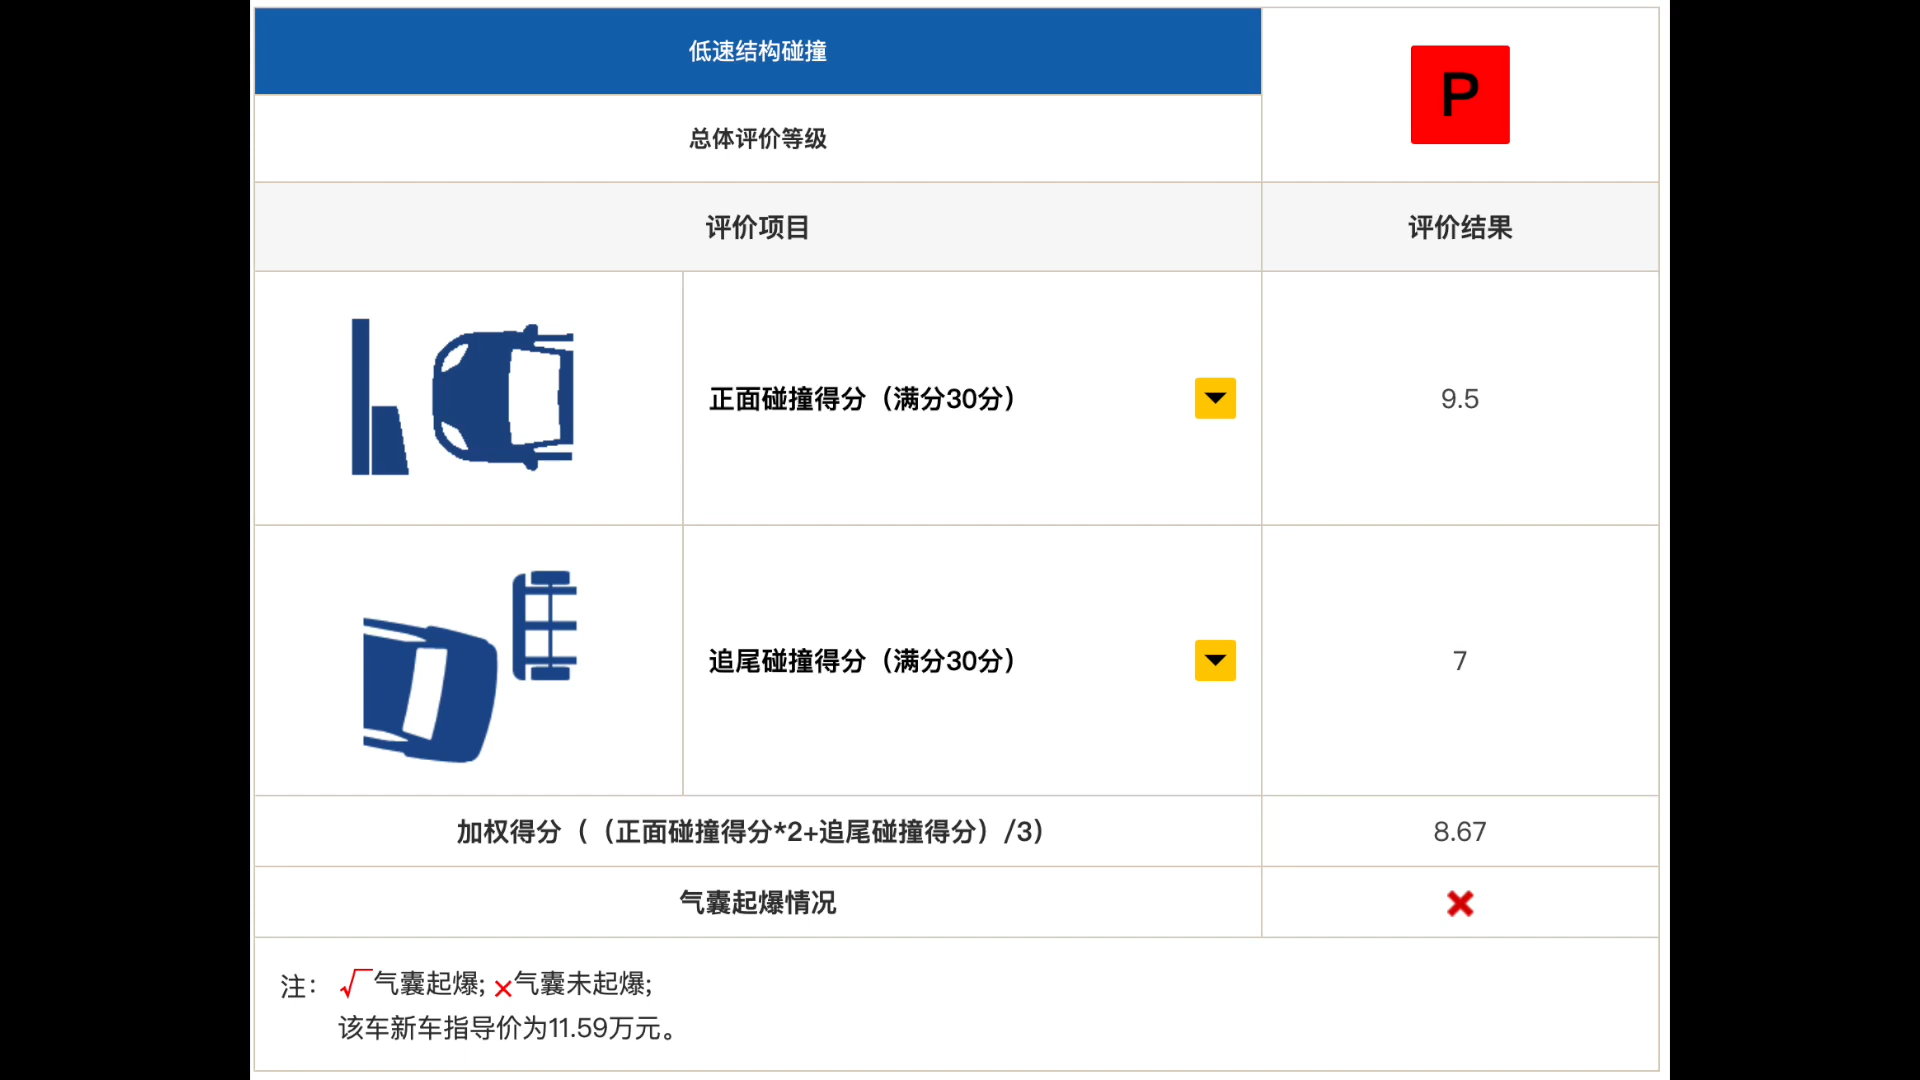 低速结构碰撞
P
总体评价等级
评价项目
评价结果
正面碰撞得分（满分30分）
9.5
追尾碰撞得分（满分30分）
7
加权得分（（正面碰撞得分*2+追尾碰撞得分）/3）
8.67
气囊起爆情况
注： √气囊起爆; ×气囊未起爆;
该车新车指导价为11.59万元。